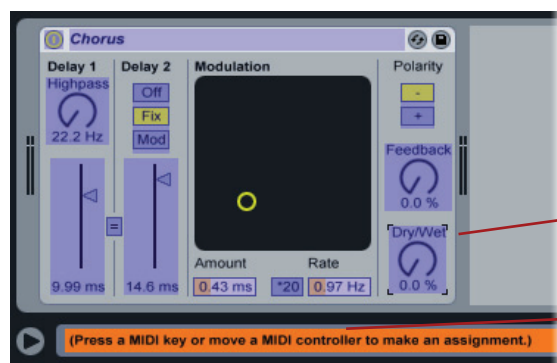 Chorus
Delay 1
Delay 2
Modulation
Polarity
Highpass
22.2 Hz
Off
Fix
Mod
-
+
Feedback
0.0 %
=
Dry/Wet
0.0 %
Amount
Rate
9.99 ms
14.6 ms
0.43 ms
*20
0.97 Hz
(Press a MIDI key or move a MIDI controller to make an assignment.)